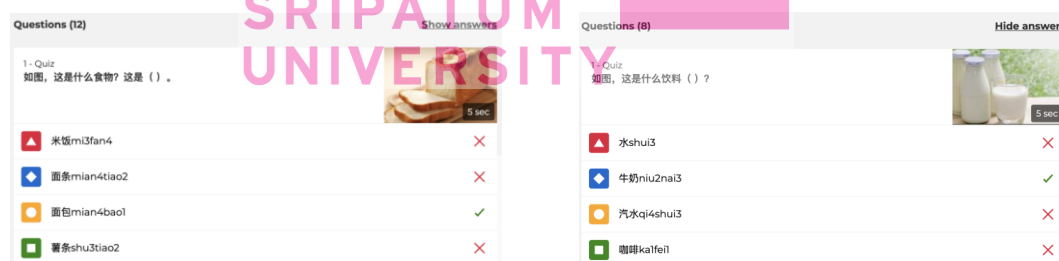 SRIPATUM
UNIVERSITY
Questions (12)
Show answers
1 - Quiz
如图，这是什么食物？这是（ ）。
5 sec
米饭mi3fan4
面条mian4tiao2
面包mian4bao1
薯条shu3tiao2
Questions (8)
Hide answer
1 - Quiz
如图，这是什么饮料（ ）？
5 sec
水shui3
牛奶niu2nai3
汽水qi4shui3
咖啡ka1fei1